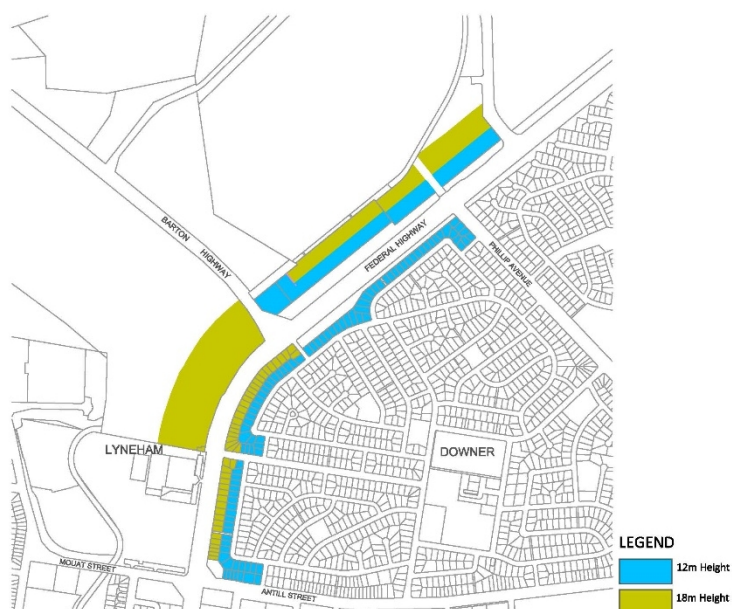 BARTON
HIGHWAY
FEDERAL HIGHWAY
PHILLIP AVENUE
LYNEHAM
DOWNER
MOUAT STREET
ANTILL STREET
LEGEND
12m Height
18m Height